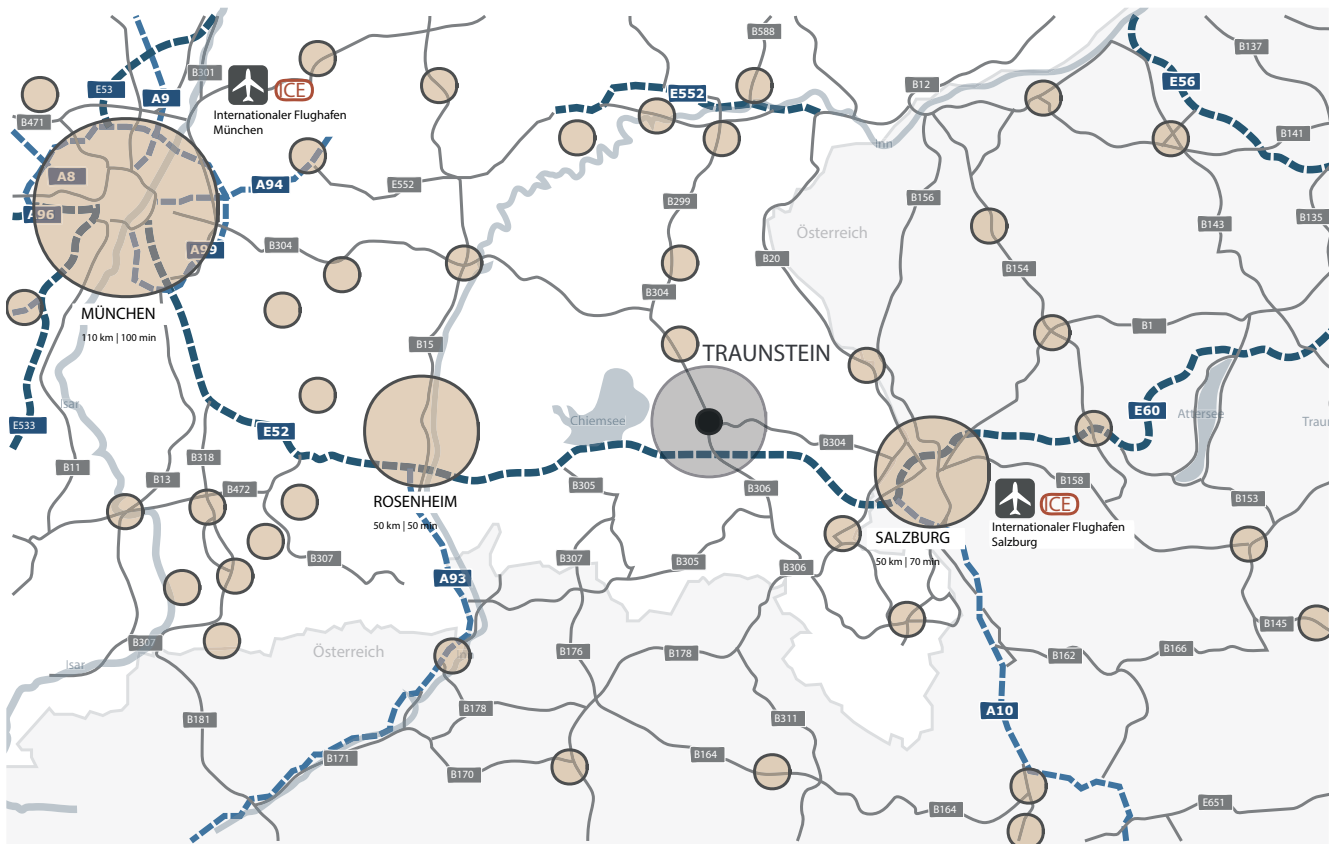 B588
B137
B301
E53
A9
ICE
Internationaler Flughafen
München
E552
B12
E56
B471
B141
Inn
A8
A94
E552
B156
B299
A96
B135
B143
Österreich
A99
B304
B20
B154
B304
MÜNCHEN
110 km | 100 min
B1
B15
TRAUNSTEIN
Isar
E60
Attersee
Chiemsee
E533
E52
B304
B318
B11
B13
B472
B305
B306
B158
B153
ROSENHEIM
50 km | 50 min
ICE
Internationaler Flughafen
Salzburg
SALZBURG
50 km | 70 min
B307
B307
B305
B306
A93
B145
B307
Österreich
Inn
Isar
B176
B178
B162
B166
B178
A10
B181
B311
B171
B164
B170
B164
E651